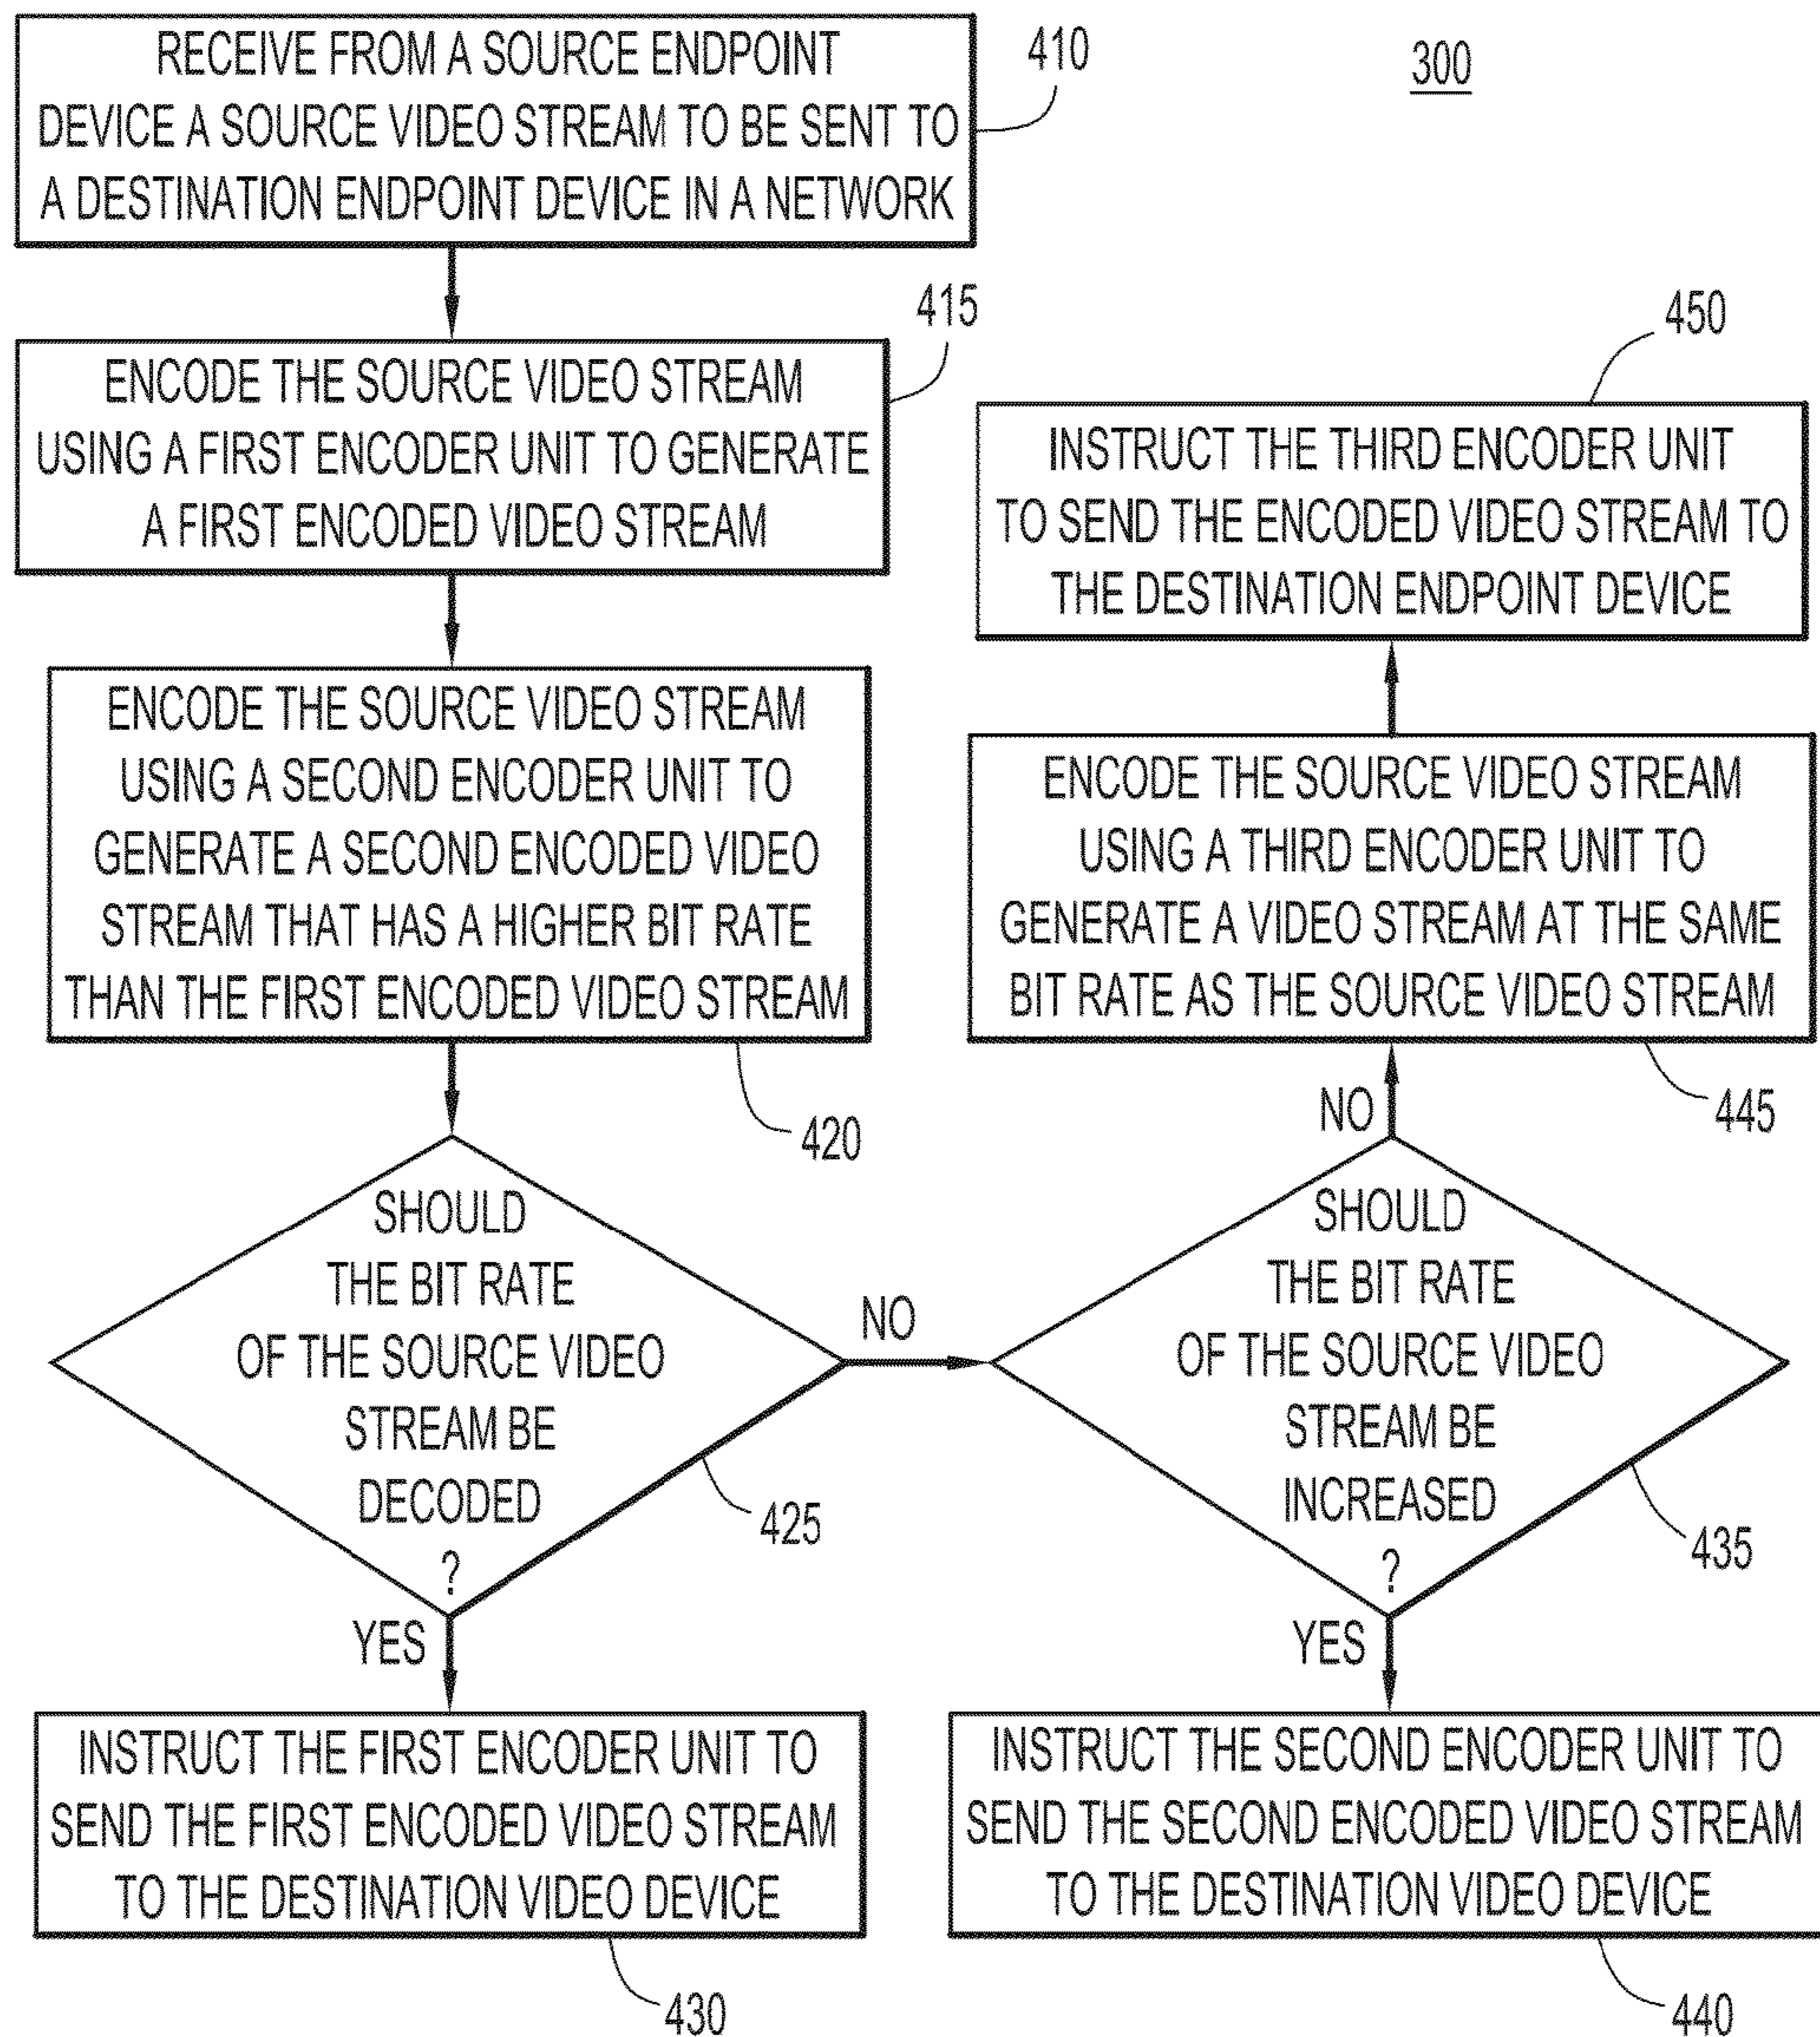 300
RECEIVE FROM A SOURCE ENDPOINT
DEVICE A SOURCE VIDEO STREAM TO BE SENT TO
A DESTINATION ENDPOINT DEVICE IN A NETWORK
410
ENCODE THE SOURCE VIDEO STREAM
USING A FIRST ENCODER UNIT TO GENERATE
A FIRST ENCODED VIDEO STREAM
415
ENCODE THE SOURCE VIDEO STREAM
USING A SECOND ENCODER UNIT TO
GENERATE A SECOND ENCODED VIDEO
STREAM THAT HAS A HIGHER BIT RATE
THAN THE FIRST ENCODED VIDEO STREAM
420
SHOULD
THE BIT RATE
OF THE SOURCE VIDEO
STREAM BE
DECODED
?
425
YES
NO
INSTRUCT THE FIRST ENCODER UNIT TO
SEND THE FIRST ENCODED VIDEO STREAM
TO THE DESTINATION VIDEO DEVICE
430
SHOULD
THE BIT RATE
OF THE SOURCE VIDEO
STREAM BE
INCREASED
?
435
YES
NO
INSTRUCT THE SECOND ENCODER UNIT TO
SEND THE SECOND ENCODED VIDEO STREAM
TO THE DESTINATION VIDEO DEVICE
440
ENCODE THE SOURCE VIDEO STREAM
USING A THIRD ENCODER UNIT TO
GENERATE A VIDEO STREAM AT THE SAME
BIT RATE AS THE SOURCE VIDEO STREAM
445
INSTRUCT THE THIRD ENCODER UNIT
TO SEND THE ENCODED VIDEO STREAM TO
THE DESTINATION ENDPOINT DEVICE
450